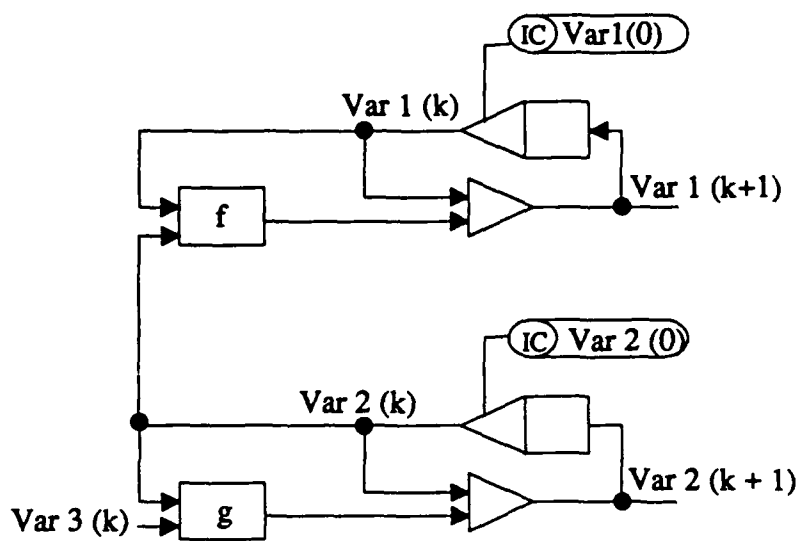 IC Var1(0)
Var 1 (k)
Var 1 (k+1)
f
IC Var 2 (0)
Var 2 (k)
Var 2 (k + 1)
g
Var 3 (k)